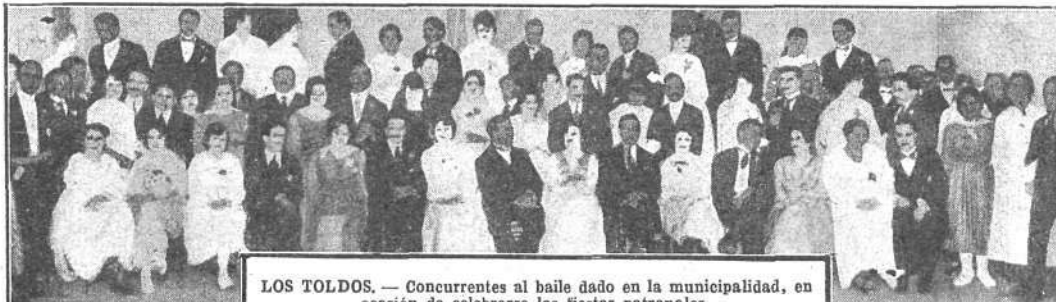 LOS TOLDOS. — Concurrentes al baile dado en la municipalidad, en
ocasión de celebrarse las fiestas patronales.